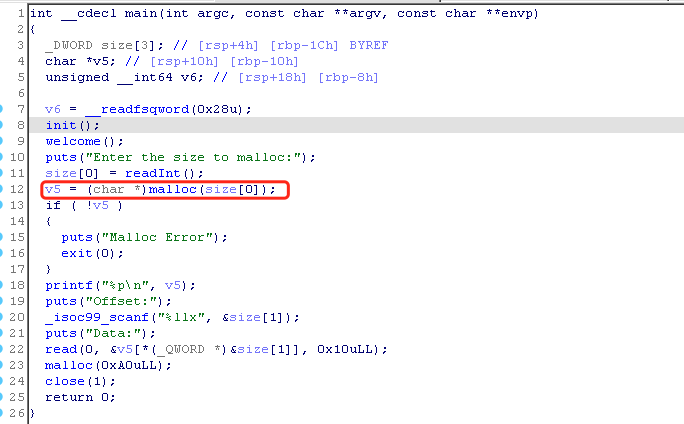 1 int __cdecl main(int argc, const char **argv, const char **envp)
2 {
3 _DWORD size[3]; // [rsp+4h] [rbp-1Ch] BYREF
4 char *v5; // [rsp+10h] [rbp-10h]
5 unsigned __int64 v6; // [rsp+18h] [rbp-8h]
6
7 v6 = __readfsqword(0x28u);
8 init();
9 welcome();
10 puts("Enter the size to malloc:");
11 size[0] = readInt();
12 v5 = (char *)malloc(size[0]);
13 if ( !v5 )
14 {
15 puts("Malloc Error");
16 exit(0);
17 }
18 printf("%p\n", v5);
19 puts("Offset:");
20 _isoc99_scanf("%llx", &size[1]);
21 puts("Data:");
22 read(0, &v5[*(_QWORD *)&size[1]], 0x10uLL);
23 malloc(0xA0uLL);
24 close(1);
25 return 0;
26 }